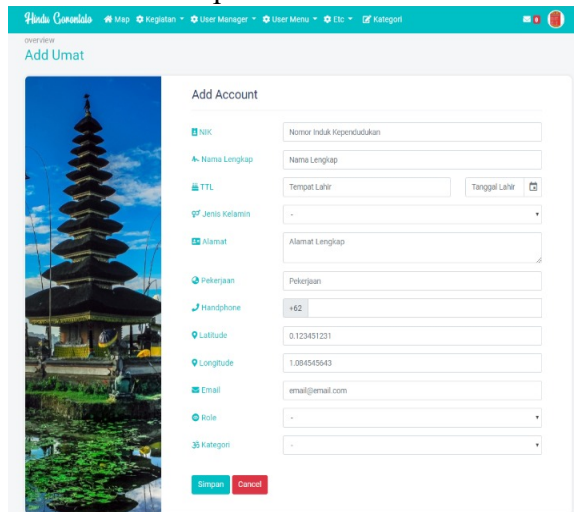 Hindu Gorontalo Map Kegiatan User Manager User Menu Etc Kategori 0
overview
Add Umat
Add Account
NIK Nomor Induk Kependudukan
Nama Lengkap Nama Lengkap
TTL Tempat Lahir Tanggal Lahir
Jenis Kelamin -
Alamat Alamat Lengkap
Pekerjaan Pekerjaan
Handphone +62
Latitude 0.123451231
Longitude 1.084545643
Email email@email.com
Role -
Kategori -
Simpan Cancel